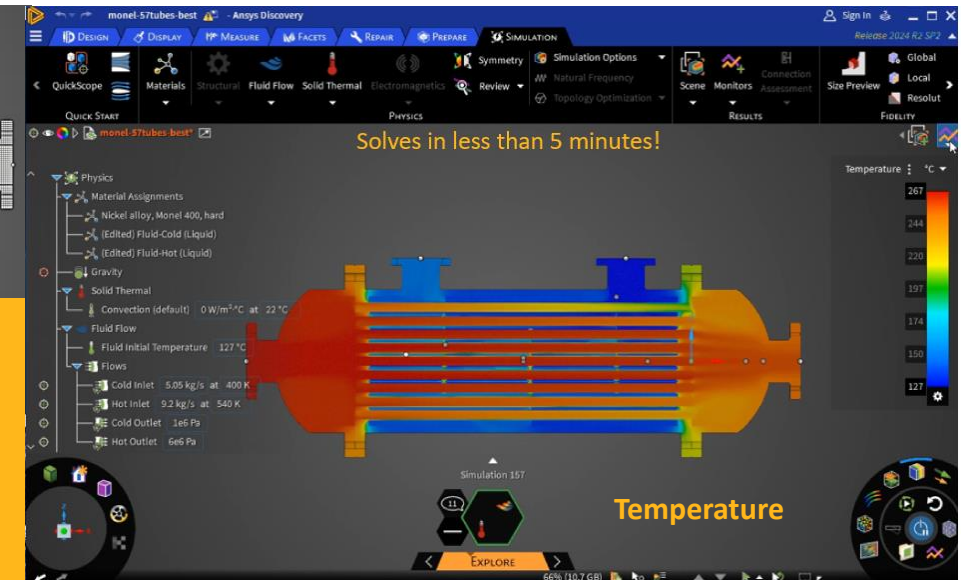 monel-57tubes-best - Ansys Discovery
Sign In
DESIGN DISPLAY MEASURE FACETS REPAIR PREPARE SIMULATION
Release 2024 R2 SP2
QuickScope Materials Structural Fluid Flow Solid Thermal Electromagnetics
Symmetry
Review
Simulation Options
Natural Frequency
Topology Optimization
Scene Monitors Connection Assessment
Size Preview
Global
Local
Resolut
QUICK START PHYSICS RESULTS FIDELITY
monel-57tubes-best*
Solves in less than 5 minutes!
Temperature °C
267
244
220
197
174
150
127
Physics
Material Assignments
Nickel alloy, Monel 400, hard
(Edited) Fluid-Cold (Liquid)
(Edited) Fluid-Hot (Liquid)
Gravity
Solid Thermal
Convection (default) 0 W/m²·°C at 22 °C
Fluid Flow
Fluid Initial Temperature 127 °C
Flows
Cold Inlet 5.05 kg/s at 400 K
Hot Inlet 9.2 kg/s at 540 K
Cold Outlet 1e6 Pa
Hot Outlet 6e6 Pa
Simulation 157
11
Temperature
EXPLORE
66% (10.7 GB)